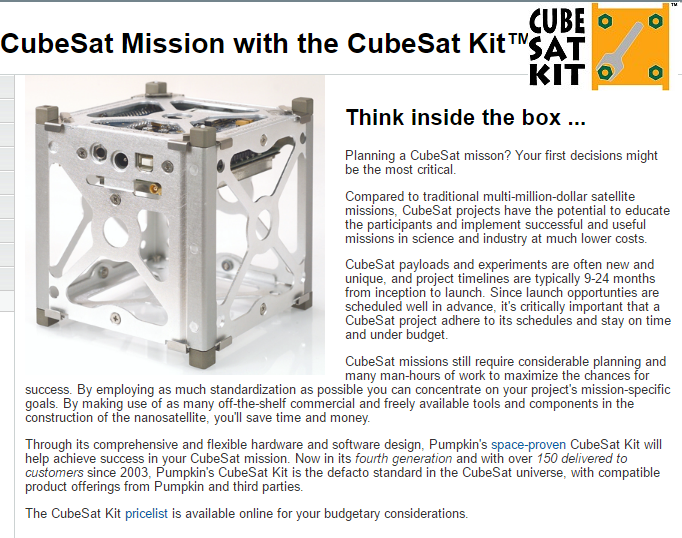 CubeSat Mission with the CubeSat Kit™
CUBE
SAT
KIT
™
Think inside the box ...
Planning a CubeSat misson? Your first decisions might
be the most critical.
Compared to traditional multi-million-dollar satellite
missions, CubeSat projects have the potential to educate
the participants and implement successful and useful
missions in science and industry at much lower costs.
CubeSat payloads and experiments are often new and
unique, and project timelines are typically 9-24 months
from inception to launch. Since launch opportunties are
scheduled well in advance, it's critically important that a
CubeSat project adhere to its schedules and stay on time
and under budget.
CubeSat missions still require considerable planning and
many man-hours of work to maximize the chances for
success. By employing as much standardization as possible you can concentrate on your project's mission-specific
goals. By making use of as many off-the-shelf commercial and freely available tools and components in the
construction of the nanosatellite, you'll save time and money.
Through its comprehensive and flexible hardware and software design, Pumpkin's space-proven CubeSat Kit will
help achieve success in your CubeSat mission. Now in its fourth generation and with over 150 delivered to
customers since 2003, Pumpkin's CubeSat Kit is the defacto standard in the CubeSat universe, with compatible
product offerings from Pumpkin and third parties.
The CubeSat Kit pricelist is available online for your budgetary considerations.